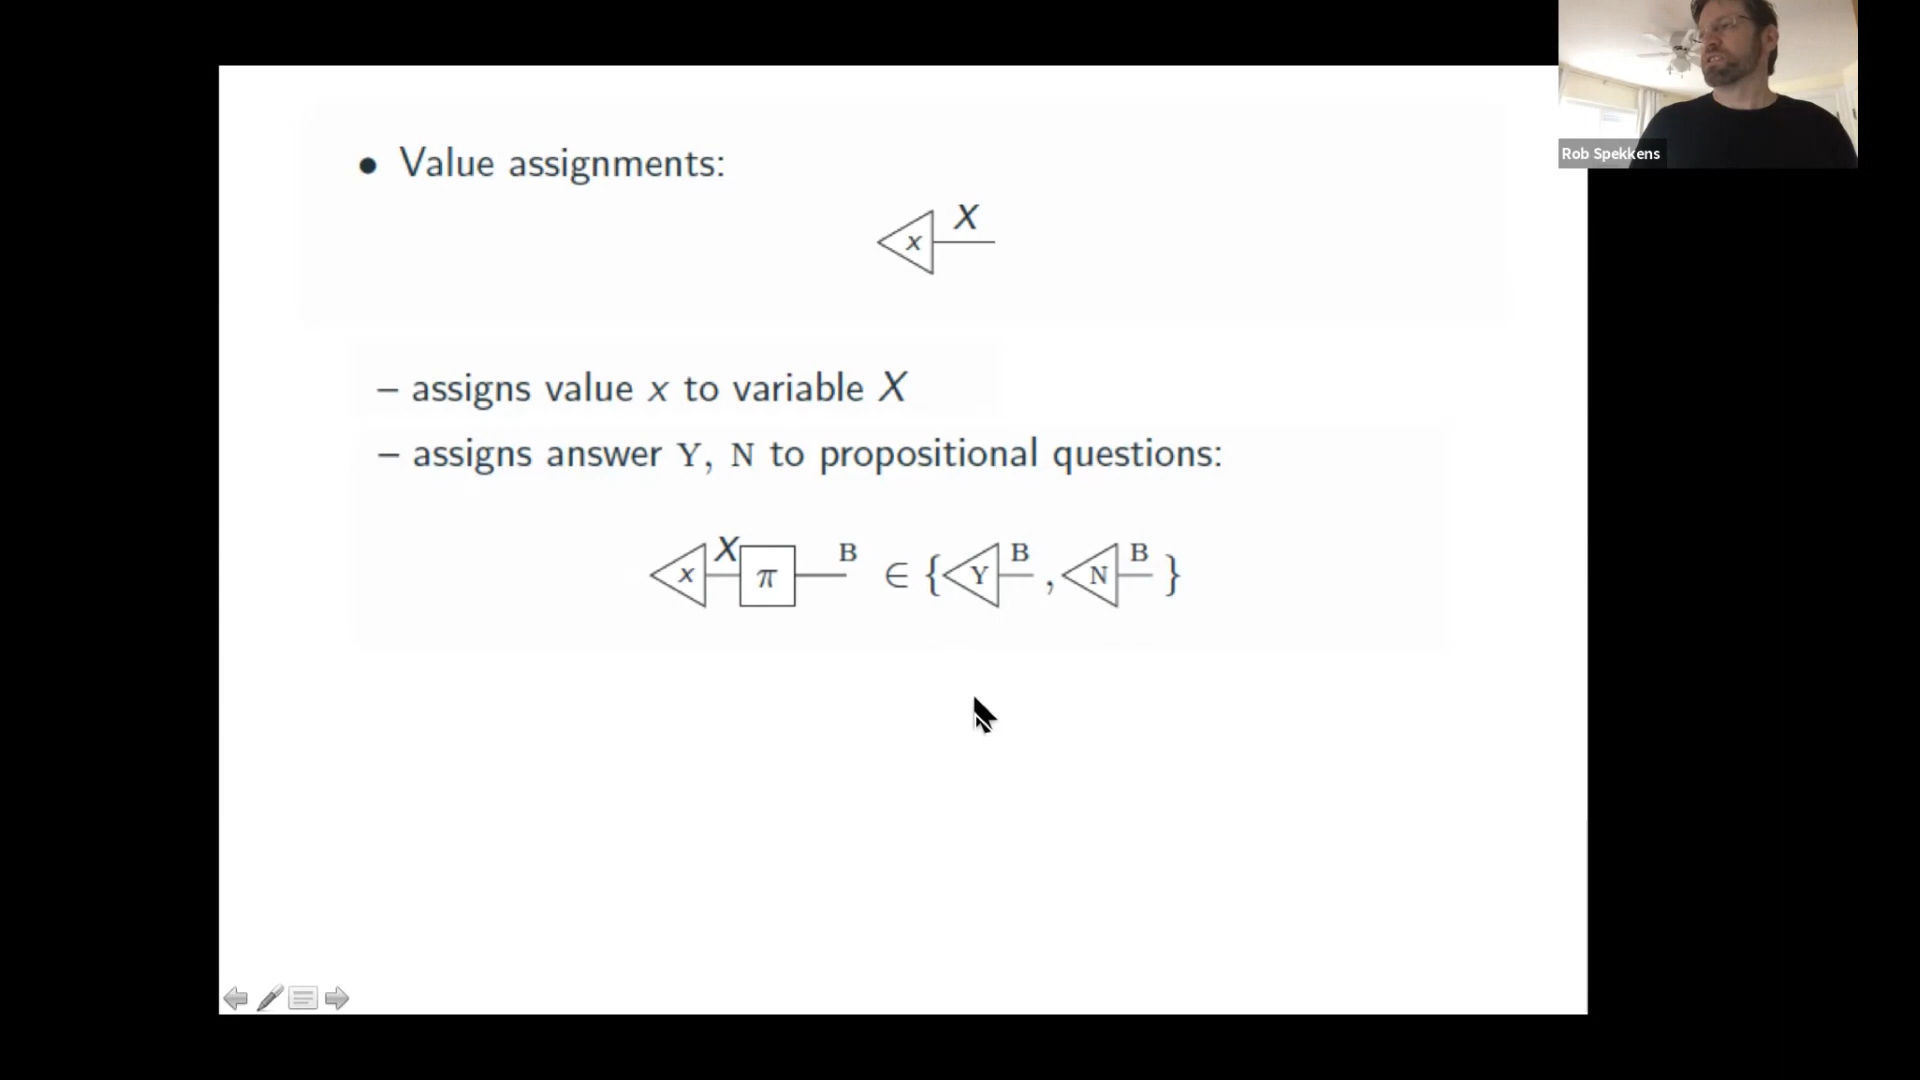 Rob Spekkens
• Value assignments:
x X
– assigns value x to variable X
– assigns answer Y, N to propositional questions:
x X π B ∈ { Y B , N B }